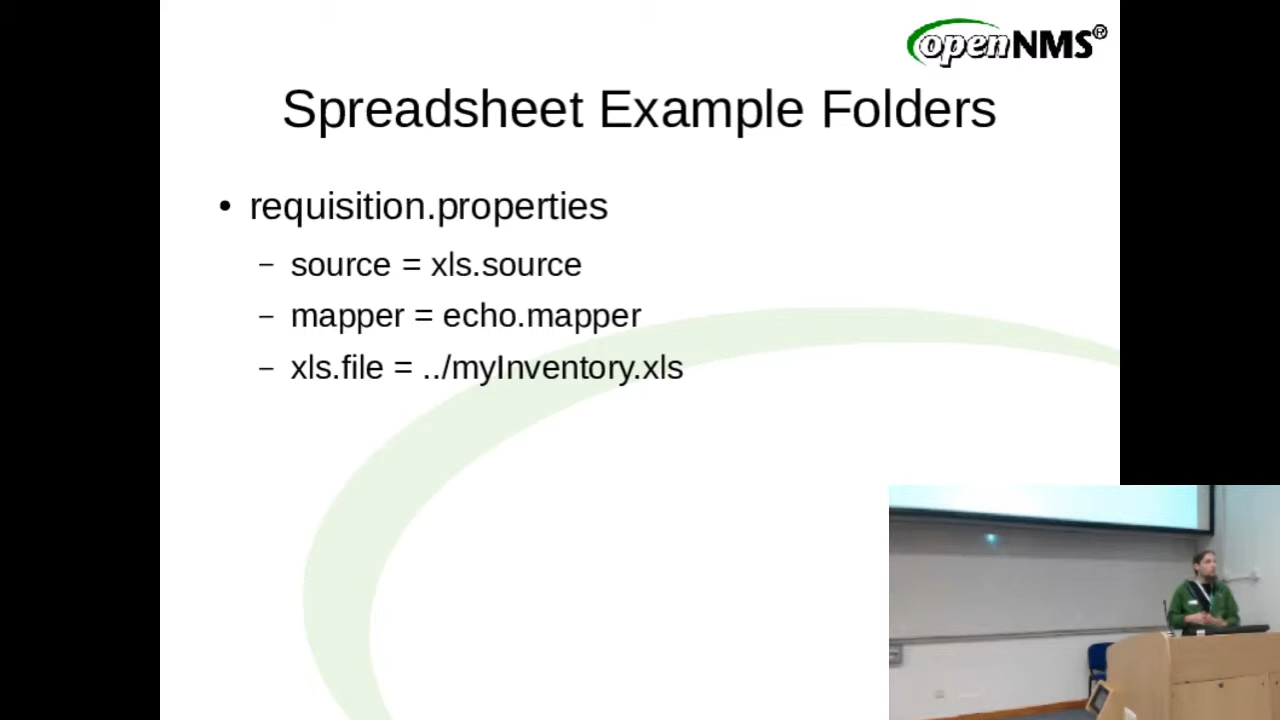 openNMS®
Spreadsheet Example Folders
• requisition.properties
– source = xls.source
– mapper = echo.mapper
– xls.file = ../myInventory.xls